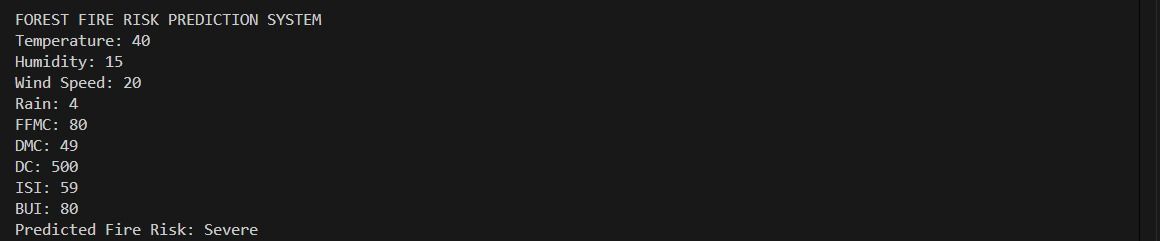 FOREST FIRE RISK PREDICTION SYSTEM
Temperature: 40
Humidity: 15
Wind Speed: 20
Rain: 4
FFMC: 80
DMC: 49
DC: 500
ISI: 59
BUI: 80
Predicted Fire Risk: Severe